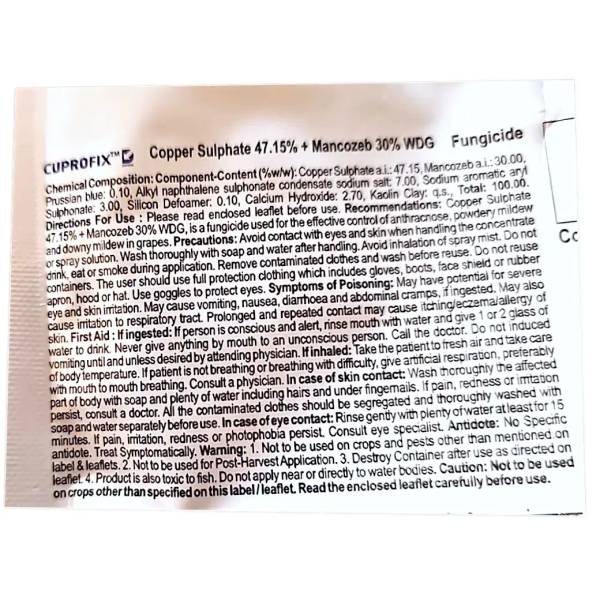 CUPROFIX™ Copper Sulphate 47.15% + Mancozeb 30% WDG Fungicide
Chemical Composition: Component-Content (%w/w): Copper Sulphate a.i.: 47.15, Mancozeb a.i.: 30.00,
Prussian blue: 0.10, Alkyl naphthalene sulphonate condensate sodium salt: 7.00, Sodium aromatic aryl
Sulphonate: 3.00, Silicon Defoamer: 0.10, Calcium Hydroxide: 2.70, Kaolin Clay: q.s., Total: 100.00.
Directions For Use : Please read enclosed leaflet before use. Recommendations: Copper Sulphate
47.15% + Mancozeb 30% WDG, is a fungicide used for the effective control of anthracnose, powdery mildew
and downy mildew in grapes. Precautions: Avoid contact with eyes and skin when handling the concentrate
or spray solution. Wash thoroughly with soap and water after handling. Avoid inhalation of spray mist. Do not
drink, eat or smoke during application. Remove contaminated clothes and wash before reuse. Do not reuse
containers. The user should use full protection clothing which includes gloves, boots, face shield or rubber
apron, hood or hat. Use goggles to protect eyes. Symptoms of Poisoning: May have potential for severe
eye and skin irritation. May cause vomiting, nausea, diarrhoea and abdominal cramps, if ingested. May also
cause irritation to respiratory tract. Prolonged and repeated contact may cause itching/eczema/allergy of
skin. First Aid : If ingested: If person is conscious and alert, rinse mouth with water and give 1 or 2 glass of
water to drink. Never give anything by mouth to an unconscious person. Call the doctor. Do not induced
vomiting until and unless desired by attending physician. If inhaled: Take the patient to fresh air and take care
of body temperature. If patient is not breathing or breathing with difficulty, give artificial respiration, preferably
with mouth to mouth breathing. Consult a physician. In case of skin contact: Wash thoroughly the affected
part of body with soap and plenty of water including hairs and under fingernails. If pain, redness or irritation
persist, consult a doctor. All the contaminated clothes should be segregated and thoroughly washed with
soap and water separately before use. In case of eye contact: Rinse gently with plenty of water at least for 15
minutes. If pain, irritation, redness or photophobia persist. Consult eye specialist. Antidote: No Specific
antidote. Treat Symptomatically. Warning: 1. Not to be used on crops and pests other than mentioned on
label & leaflets. 2. Not to be used for Post-Harvest Application. 3. Destroy Container after use as directed on
leaflet. 4. Product is also toxic to fish. Do not apply near or directly to water bodies. Caution: Not to be used
on crops other than specified on this label / leaflet. Read the enclosed leaflet carefully before use.